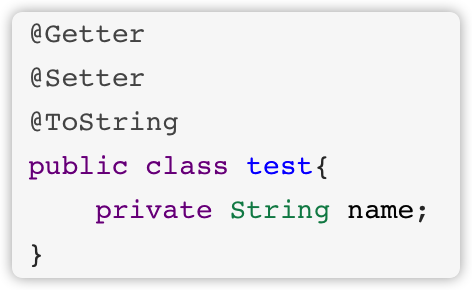 @Getter
@Setter
@ToString
public class test{
    private String name;
}